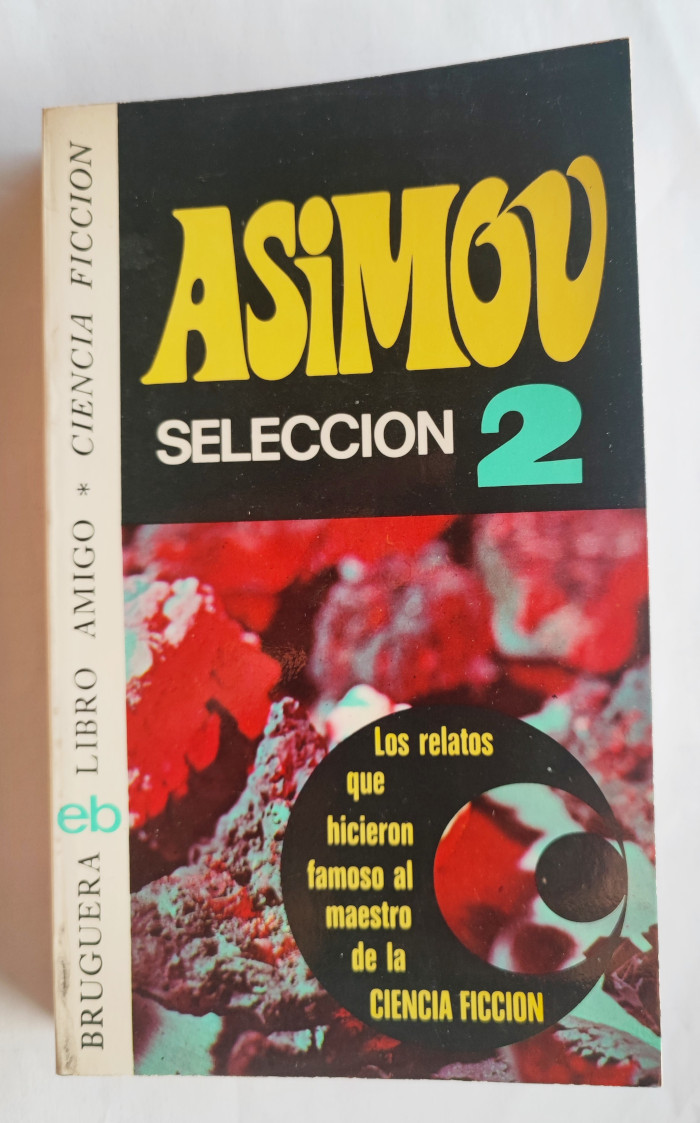 ASiMOV
SELECCION 2
Los relatos
que
hicieron
famoso al
maestro
de la
CIENCIA FICCION
BRUGUERA eb LIBRO AMIGO * CIENCIA FICCION